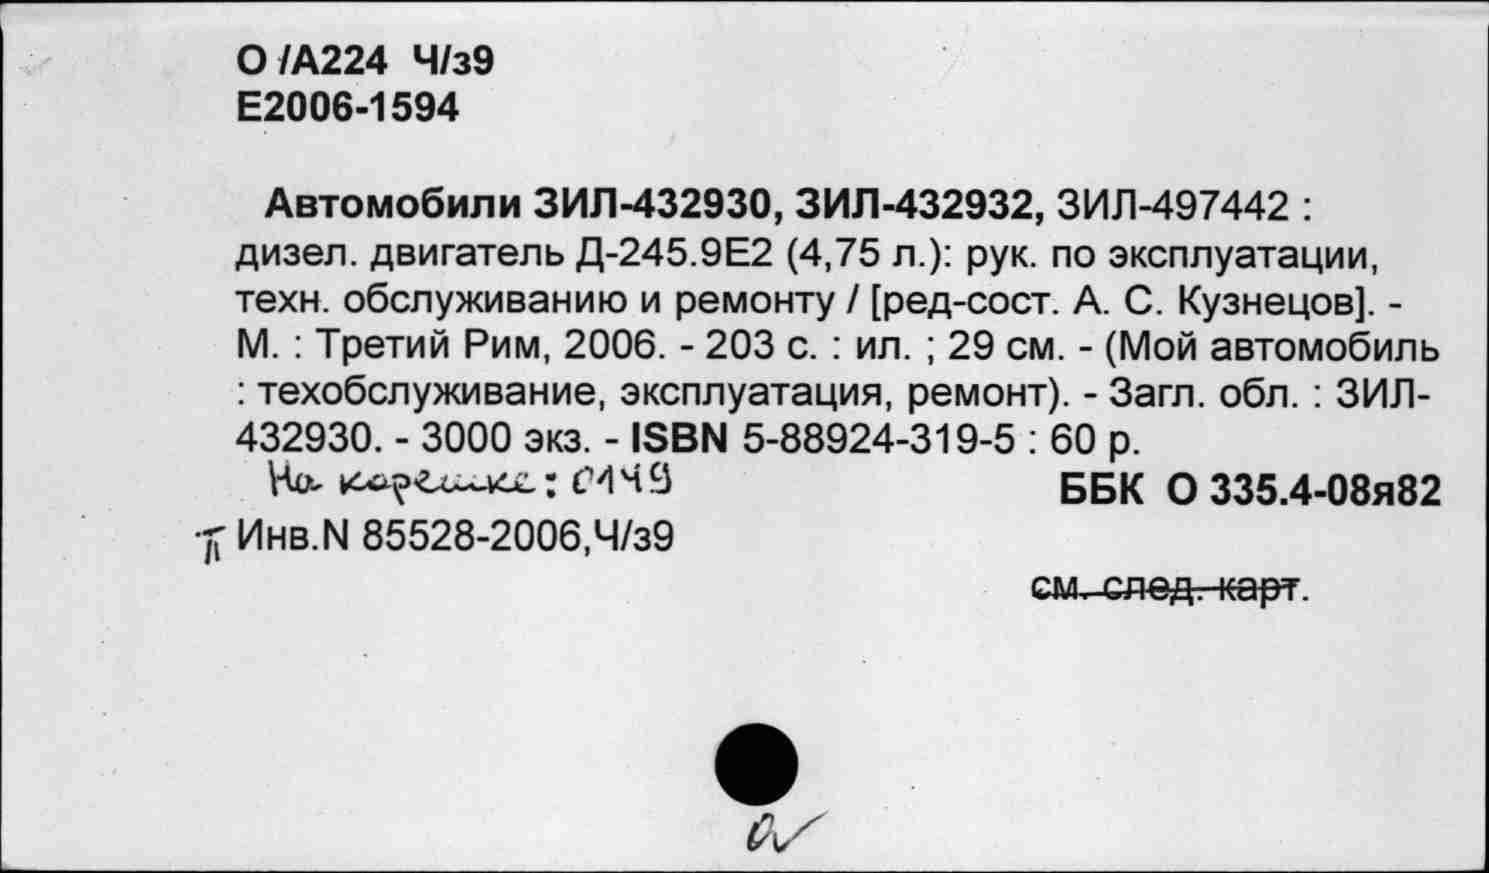 О /А224 Ч/з9
Е2006-1594
Автомобили ЗИЛ-432930, ЗИЛ-432932, ЗИЛ-497442 :
дизел. двигатель Д-245.9Е2 (4,75 л.): рук. по эксплуатации,
техн. обслуживанию и ремонту / [ред-сост. А. С. Кузнецов]. -
М. : Третий Рим, 2006. - 203 с. : ил. ; 29 см. - (Мой автомобиль
: техобслуживание, эксплуатация, ремонт). - Загл. обл. : ЗИЛ-
432930. - 3000 экз. - ISBN 5-88924-319-5 : 60 р.
На корешке: 0149
ББК О 335.4-08я82
Инв.N 85528-2006,Ч/з9
см. след. карт.